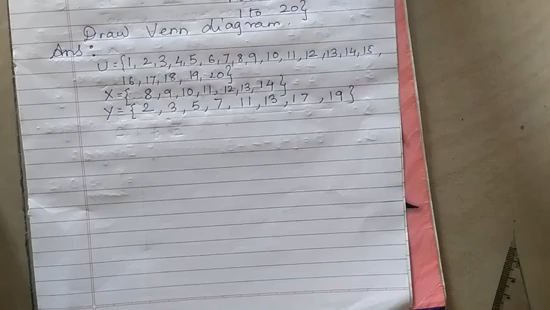 1 to 20}
Draw Venn diagram.
Ans:
U={1, 2, 3, 4, 5, 6, 7, 8, 9, 10, 11, 12, 13, 14, 15,
16, 17, 18, 19, 20}
X={ 8, 9, 10, 11, 12, 13, 14}
Y={ 2, 3, 5, 7, 11, 13, 17, 19}